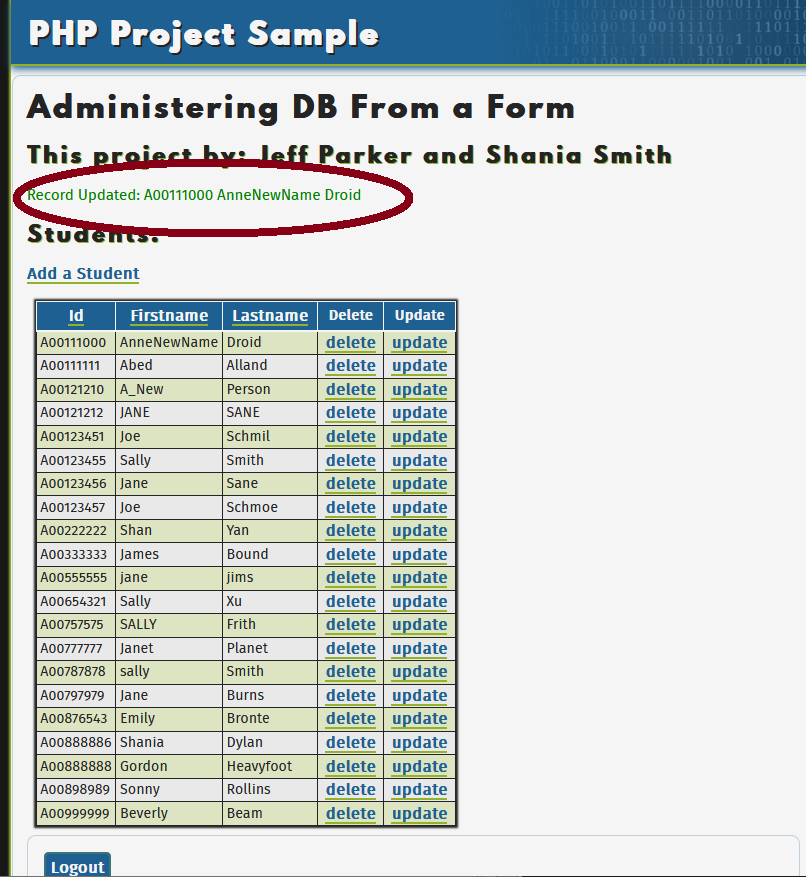 PHP Project Sample
Administering DB From a Form
This project by: Jeff Parker and Shania Smith
Record Updated: A00111000 AnneNewName Droid
Students:
Add a Student
Id Firstname Lastname Delete Update
A00111000 AnneNewName Droid delete update
A00111111 Abed Alland delete update
A00121210 A_New Person delete update
A00121212 JANE SANE delete update
A00123451 Joe Schmil delete update
A00123455 Sally Smith delete update
A00123456 Jane Sane delete update
A00123457 Joe Schmoe delete update
A00222222 Shan Yan delete update
A00333333 James Bound delete update
A00555555 jane jims delete update
A00654321 Sally Xu delete update
A00757575 SALLY Frith delete update
A00777777 Janet Planet delete update
A00787878 sally Smith delete update
A00797979 Jane Burns delete update
A00876543 Emily Bronte delete update
A00888886 Shania Dylan delete update
A00888888 Gordon Heavyfoot delete update
A00898989 Sonny Rollins delete update
A00999999 Beverly Beam delete update
Logout